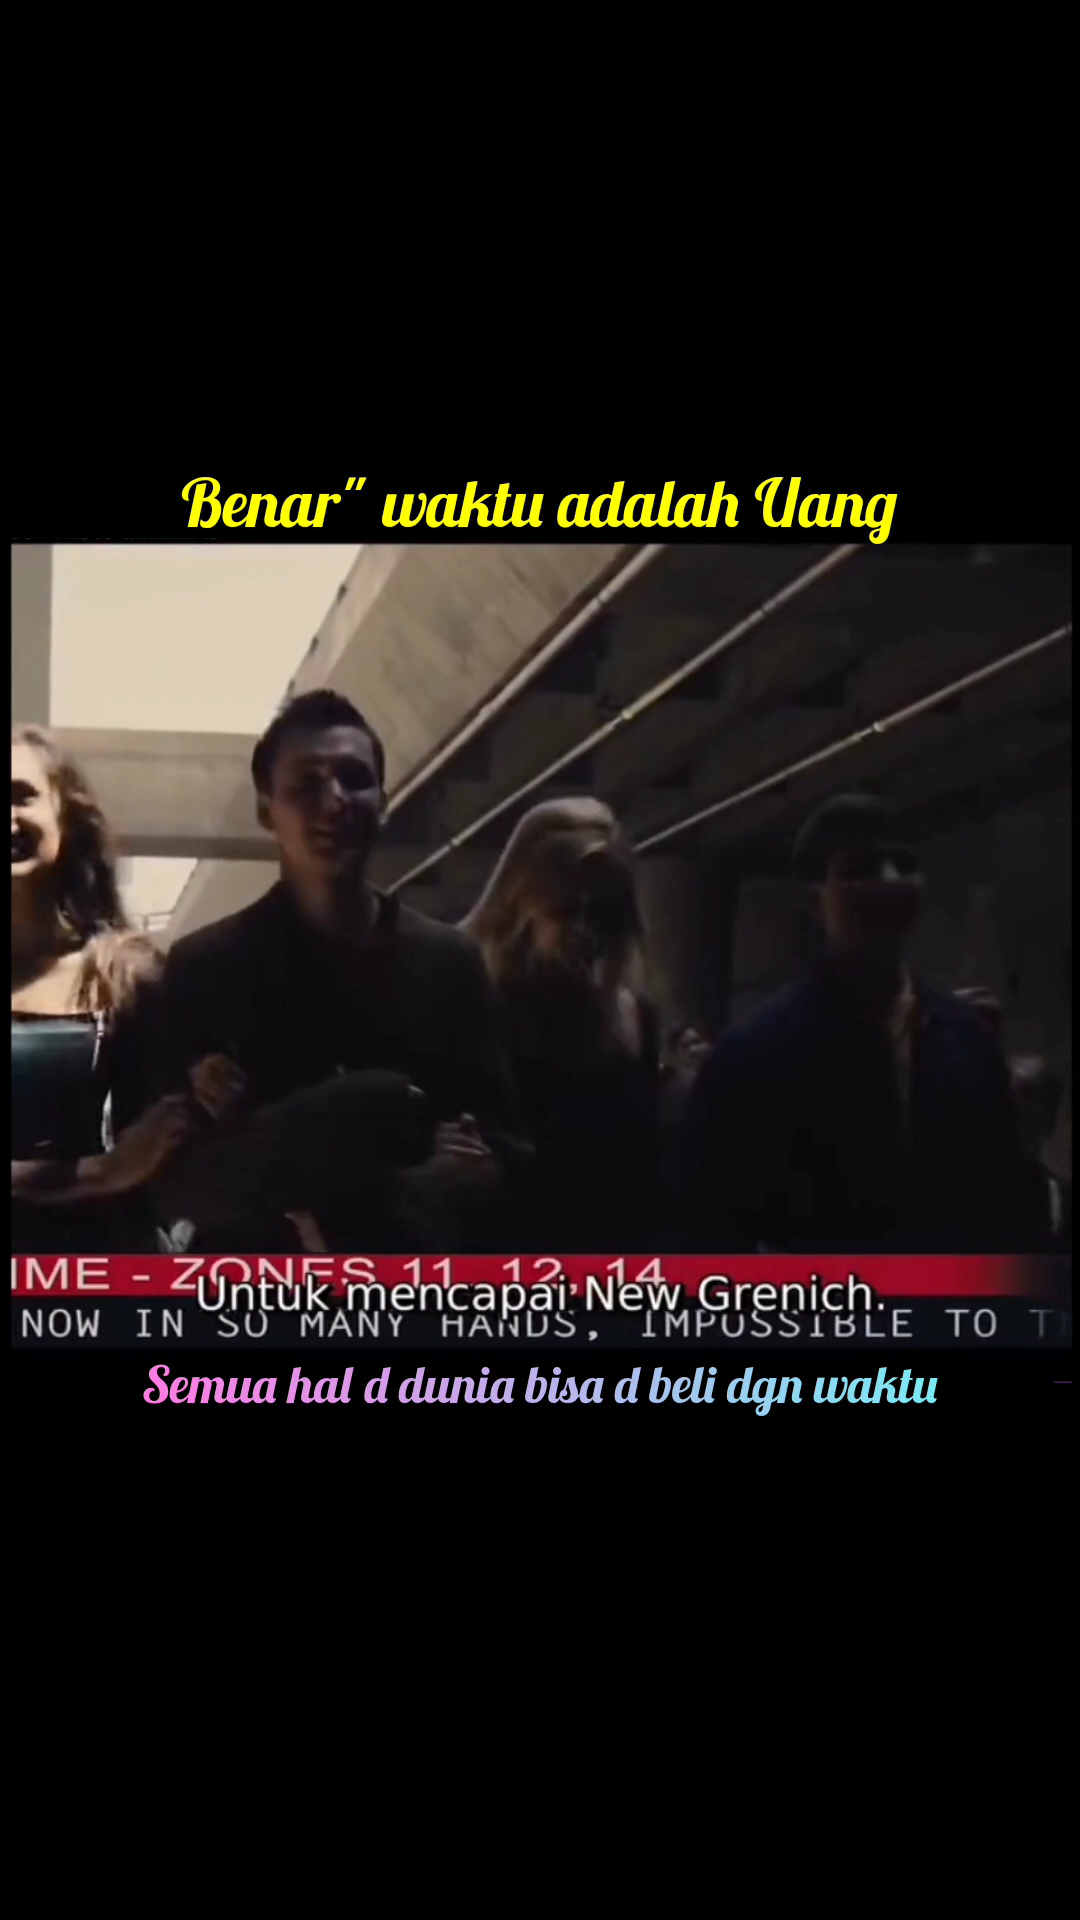 Benar" waktu adalah Uang
IME - ZONES 11, 12, 14
Untuk mencapai New Grenich.
NOW IN SO MANY HANDS, IMPOSSIBLE TO
Semua hal d dunia bisa d beli dgn waktu